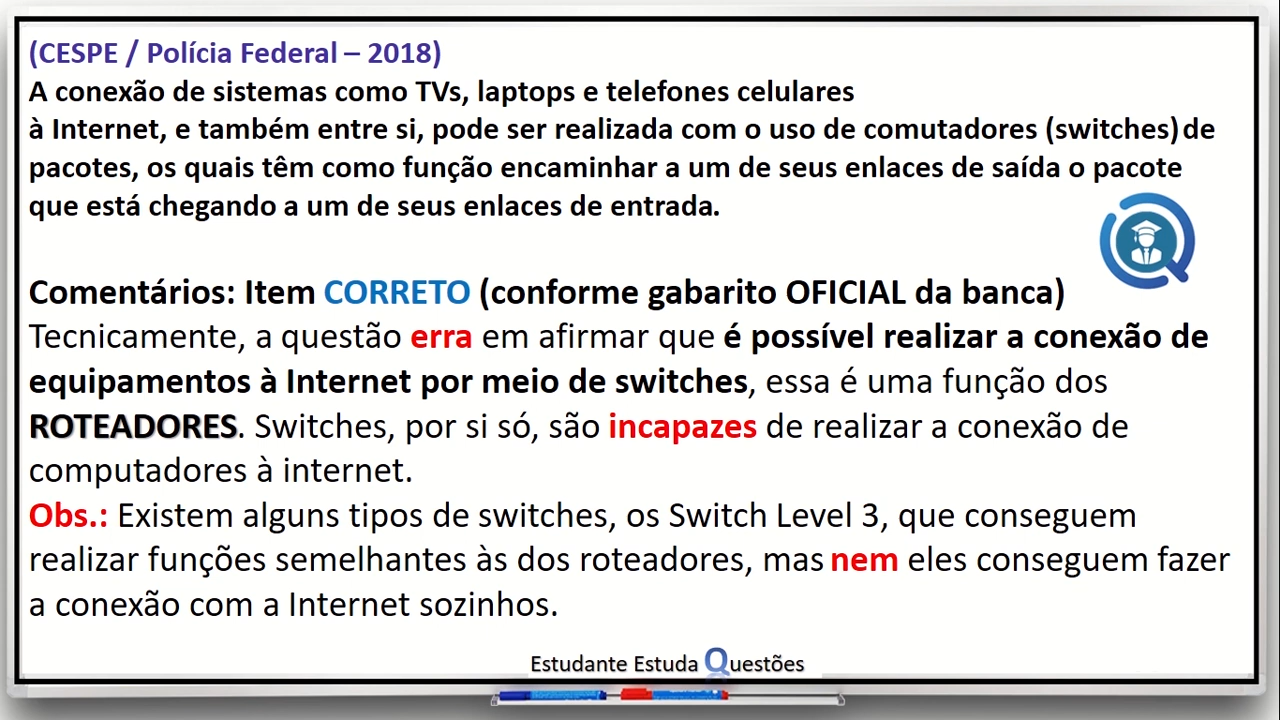 (CESPE / Polícia Federal – 2018)
A conexão de sistemas como TVs, laptops e telefones celulares
à Internet, e também entre si, pode ser realizada com o uso de comutadores (switches) de
pacotes, os quais têm como função encaminhar a um de seus enlaces de saída o pacote
que está chegando a um de seus enlaces de entrada.
Comentários: Item CORRETO (conforme gabarito OFICIAL da banca)
Tecnicamente, a questão erra em afirmar que é possível realizar a conexão de
equipamentos à Internet por meio de switches, essa é uma função dos
ROTEADORES. Switches, por si só, são incapazes de realizar a conexão de
computadores à internet.
Obs.: Existem alguns tipos de switches, os Switch Level 3, que conseguem
realizar funções semelhantes às dos roteadores, mas nem eles conseguem fazer
a conexão com a Internet sozinhos.
Estudante Estuda Questões